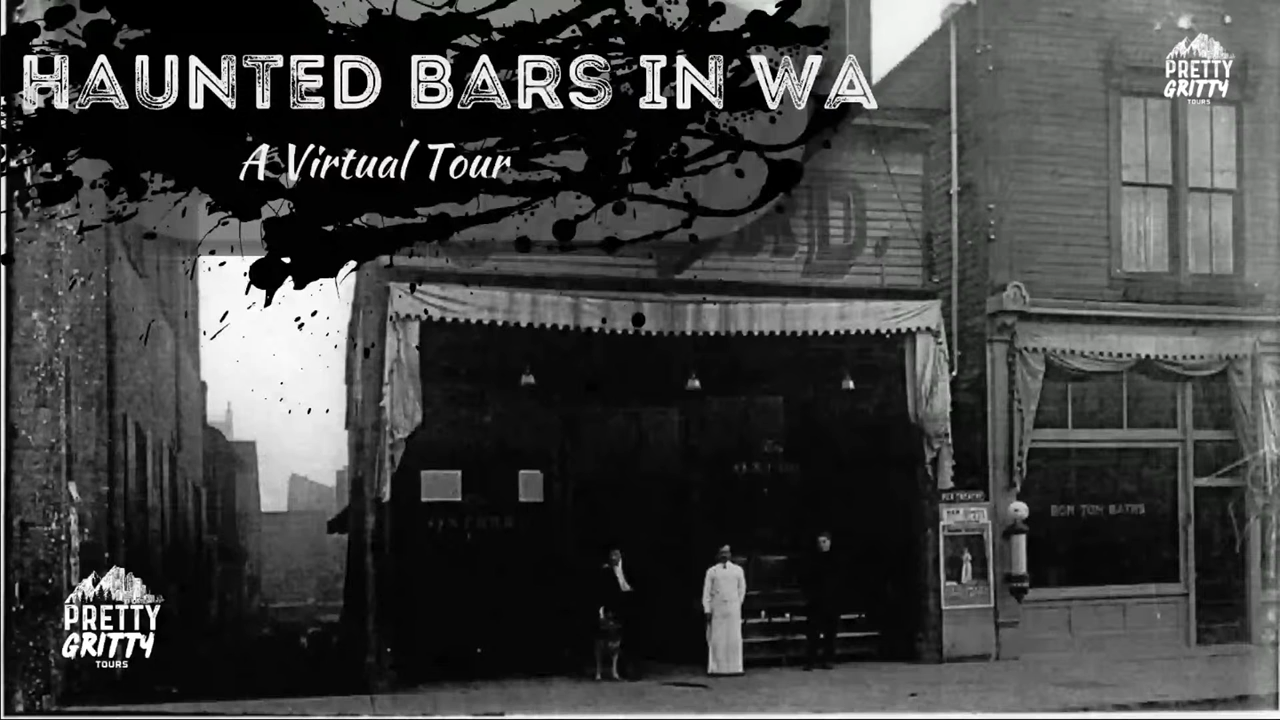 HAUNTED BARS IN WA
A Virtual Tour
PRETTY
GRITTY
TOURS
BON TON BATHS
PRETTY
GRITTY
TOURS